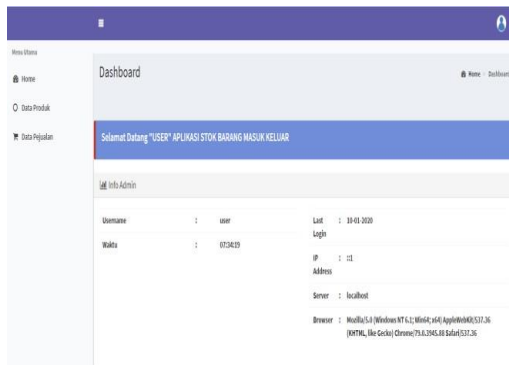 Menu Utama
Home
Data Produk
Data Pejualan
Dashboard
Home - Dashboard
Selamat Datang "USER" APLIKASI STOK BARANG MASUK KELUAR
Info Admin
Username : user
Waktu : 07:34:19
Last Login : 10-01-2020
IP Address : ::1
Server : localhost
Browser : Mozilla/5.0 (Windows NT 6.1; Win64; x64) AppleWebKit/537.36
(KHTML, like Gecko) Chrome/79.0.3945.88 Safari/537.36